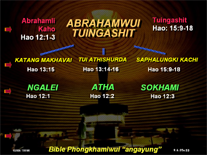 Abrahamli
Kaho
Hao 12:1-3
ABRAHAMWUI
TUINGASHIT
Tuingashit
Hao: 15:9-18
KATANG MAKHAVAI
Hao 13:15
TUI ATHISHURDA
Hao 13:14-16
SAPHALUNGKI KACHI
Hao 15:9-18
NGALEI
Hao 12:1
ATHA
Hao 12:2
SOKHAMI
Hao 12:3
Bible Phongkhamiwui "angayung"